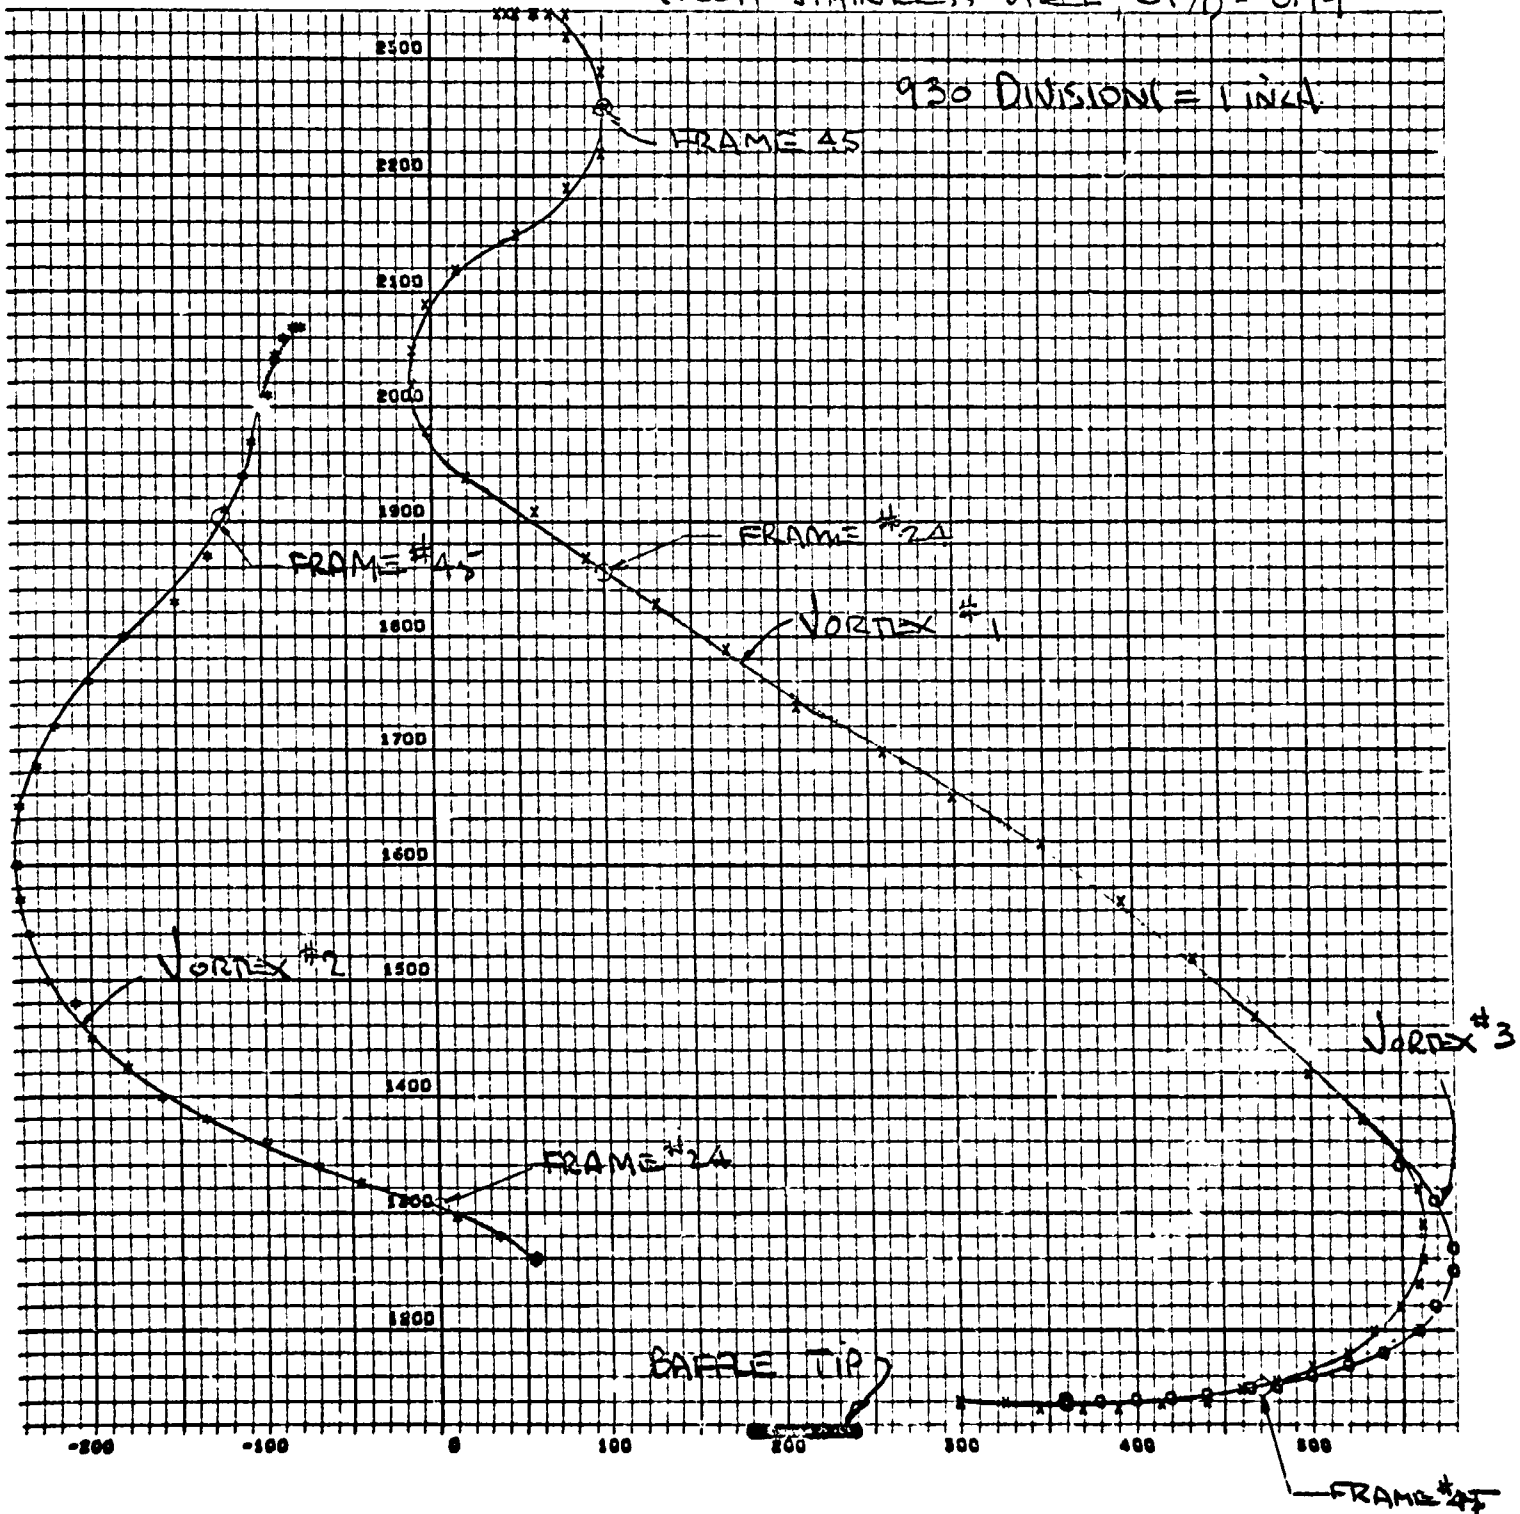 930 DIVISIONS = 1 INCH
2300
FRAME 45
2200
2100
2000
1900
FRAME #24
FRAME #45
VORTEX #1
1800
1700
1600
VORTEX #2
1500
VORTEX #3
1400
FRAME #24
1300
1200
BAFFLE TIP
-200 -100 0 100 200 300 400 500
FRAME #45